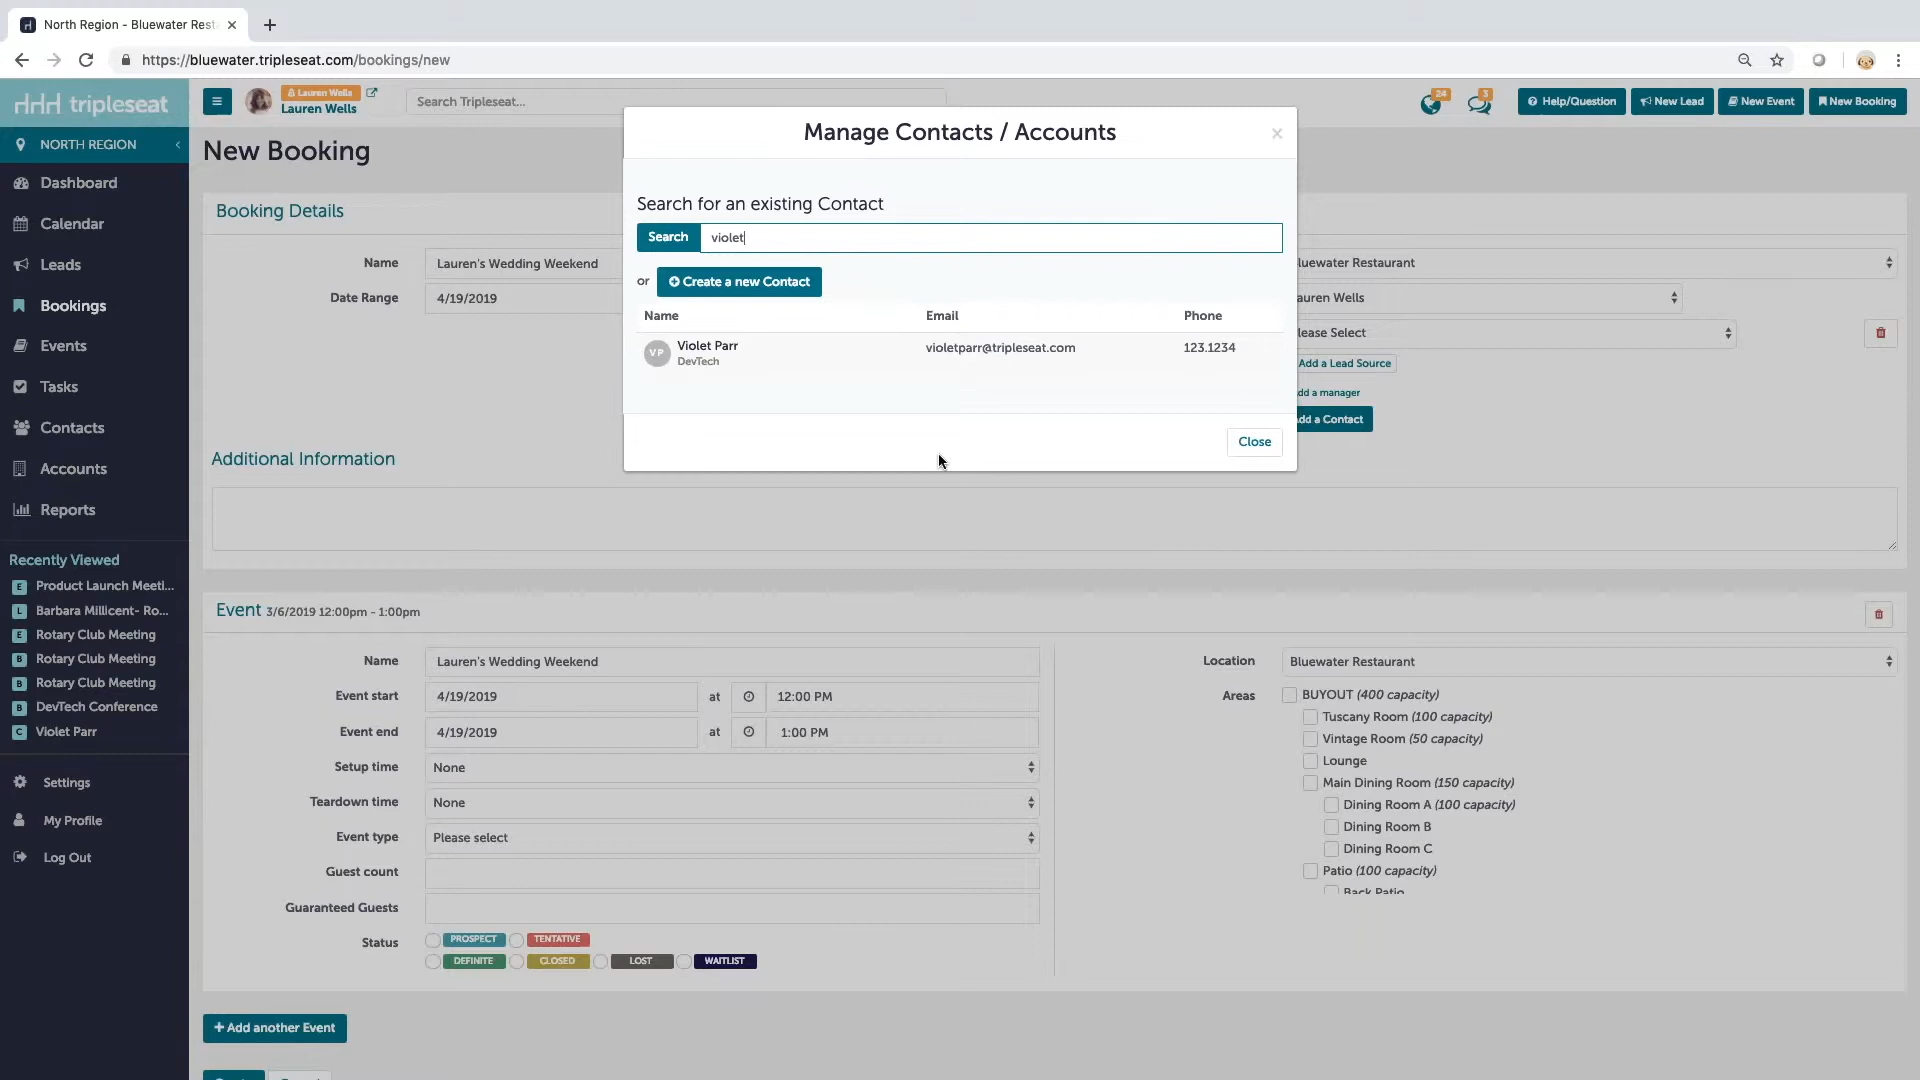 North Region - Bluewater Rest
https://bluewater.tripleseat.com/bookings/new
tripleseat
Lauren Wells
Lauren Wells
Search Tripleseat...
24
3
Help/Question
New Lead
New Event
New Booking
NORTH REGION
Dashboard
Calendar
Leads
Bookings
Events
Tasks
Contacts
Accounts
Reports
Recently Viewed
E Product Launch Meeti...
L Barbara Millicent- Ro...
E Rotary Club Meeting
B Rotary Club Meeting
B Rotary Club Meeting
B DevTech Conference
C Violet Parr
Settings
My Profile
Log Out
New Booking
Booking Details
Name Lauren's Wedding Weekend
Date Range 4/19/2019
luewater Restaurant
auren Wells
lease Select
Add a Lead Source
dd a manager
dd a Contact
Manage Contacts / Accounts
×
Search for an existing Contact
Search violet
or Create a new Contact
Name Email Phone
VP Violet Parr violetparr@tripleseat.com 123.1234
DevTech
Close
Additional Information
Event 3/6/2019 12:00pm - 1:00pm
Name Lauren's Wedding Weekend
Event start 4/19/2019 at 12:00 PM
Event end 4/19/2019 at 1:00 PM
Setup time None
Teardown time None
Event type Please select
Guest count
Guaranteed Guests
Status PROSPECT TENTATIVE
DEFINITE CLOSED LOST WAITLIST
Location Bluewater Restaurant
Areas BUYOUT (400 capacity)
Tuscany Room (100 capacity)
Vintage Room (50 capacity)
Lounge
Main Dining Room (150 capacity)
Dining Room A (100 capacity)
Dining Room B
Dining Room C
Patio (100 capacity)
Back Patio
+ Add another Event